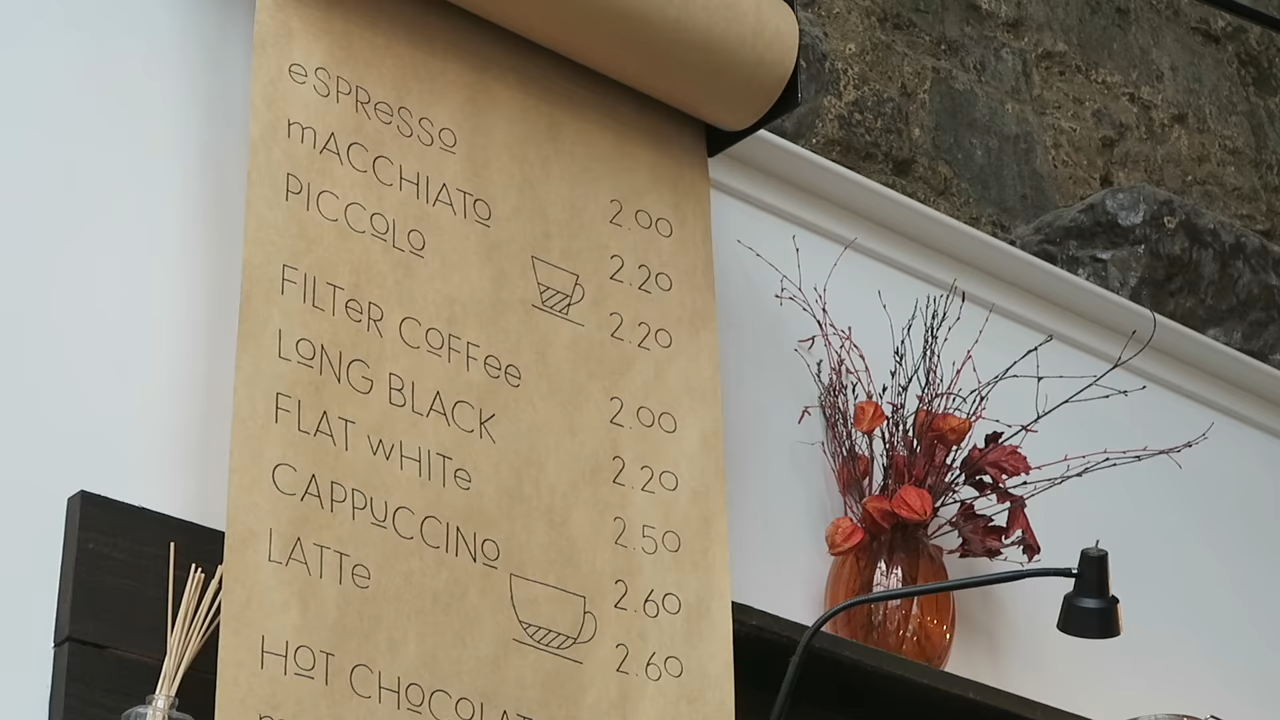 eSPReSSo 2.00
mACCHIATo 2.20
PICCoLo 2.20
FILTeR CoFFee 2.00
LoNG BLACK 2.20
FLAT wHITe 2.50
CAPPuCCINo 2.60
LATTe 2.60
HoT